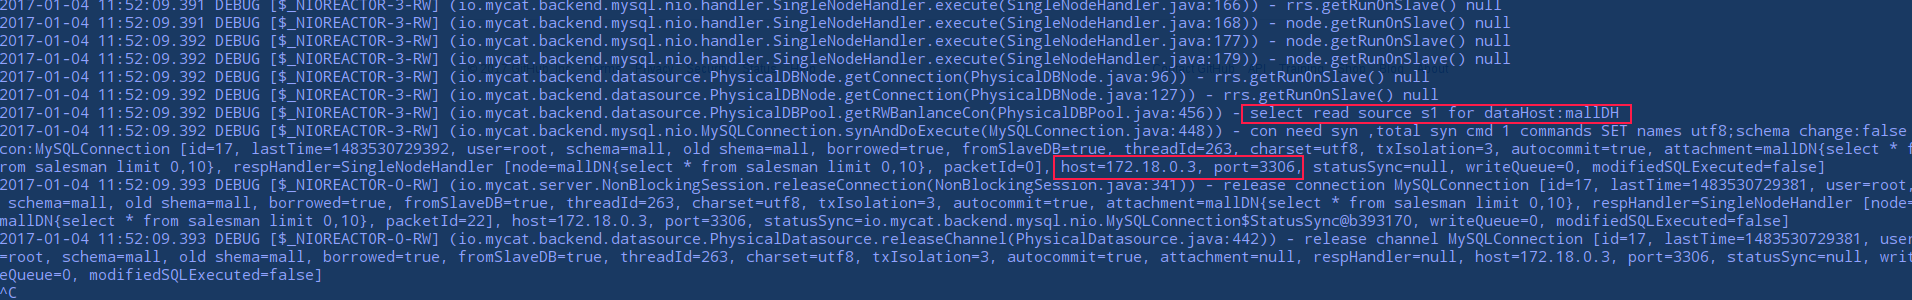 2017-01-04 11:52:09.391 DEBUG [$_NIOREACTOR-3-RW] (io.mycat.backend.mysql.nio.handler.SingleNodeHandler.execute(SingleNodeHandler.java:166)) - rrs.getRunOnSlave() null
2017-01-04 11:52:09.392 DEBUG [$_NIOREACTOR-3-RW] (io.mycat.backend.mysql.nio.handler.SingleNodeHandler.execute(SingleNodeHandler.java:168)) - node.getRunOnSlave() null
2017-01-04 11:52:09.392 DEBUG [$_NIOREACTOR-3-RW] (io.mycat.backend.mysql.nio.handler.SingleNodeHandler.execute(SingleNodeHandler.java:177)) - node.getRunOnSlave() null
2017-01-04 11:52:09.392 DEBUG [$_NIOREACTOR-3-RW] (io.mycat.backend.mysql.nio.handler.SingleNodeHandler.execute(SingleNodeHandler.java:179)) - node.getRunOnSlave() null
2017-01-04 11:52:09.392 DEBUG [$_NIOREACTOR-3-RW] (io.mycat.backend.datasource.PhysicalDBNode.getConnection(PhysicalDBNode.java:96)) - rrs.getRunOnSlave() null
2017-01-04 11:52:09.392 DEBUG [$_NIOREACTOR-3-RW] (io.mycat.backend.datasource.PhysicalDBNode.getConnection(PhysicalDBNode.java:127)) - rrs.getRunOnSlave() null
2017-01-04 11:52:09.392 DEBUG [$_NIOREACTOR-3-RW] (io.mycat.backend.datasource.PhysicalDBPool.getRWBanlanceCon(PhysicalDBPool.java:456)) - select read source s1 for dataHost:mallDH
2017-01-04 11:52:09.392 DEBUG [$_NIOREACTOR-3-RW] (io.mycat.backend.mysql.nio.MySQLConnection.synAndDoExecute(MySQLConnection.java:448)) - con need syn ,total syn cmd 1 commands SET names utf8;schema change:false
con:MySQLConnection [id=17, lastTime=1483530729392, user=root, schema=mall, old shema=mall, borrowed=true, fromSlaveDB=true, threadId=263, charset=utf8, txIsolation=3, autocommit=true, attachment=mallDN{select * f
rom salesman limit 0,10}, respHandler=SingleNodeHandler [node=mallDN{select * from salesman limit 0,10}, packetId=0], host=172.18.0.3, port=3306, statusSync=null, writeQueue=0, modifiedSQLExecuted=false]
2017-01-04 11:52:09.393 DEBUG [$_NIOREACTOR-0-RW] (io.mycat.server.NonBlockingSession.releaseConnection(NonBlockingSession.java:341)) - release connection MySQLConnection [id=17, lastTime=1483530729381, user=root,
schema=mall, old shema=mall, borrowed=true, fromSlaveDB=true, threadId=263, charset=utf8, txIsolation=3, autocommit=true, attachment=mallDN{select * from salesman limit 0,10}, respHandler=SingleNodeHandler [node=
mallDN{select * from salesman limit 0,10}, packetId=22], host=172.18.0.3, port=3306, statusSync=io.mycat.backend.mysql.nio.MySQLConnection$StatusSync@b393170, writeQueue=0, modifiedSQLExecuted=false]
2017-01-04 11:52:09.393 DEBUG [$_NIOREACTOR-0-RW] (io.mycat.backend.datasource.PhysicalDatasource.releaseChannel(PhysicalDatasource.java:442)) - release channel MySQLConnection [id=17, lastTime=1483530729381, user
=root, schema=mall, old shema=mall, borrowed=true, fromSlaveDB=true, threadId=263, charset=utf8, txIsolation=3, autocommit=true, attachment=null, respHandler=null, host=172.18.0.3, port=3306, statusSync=null, writ
eQueue=0, modifiedSQLExecuted=false]
^C